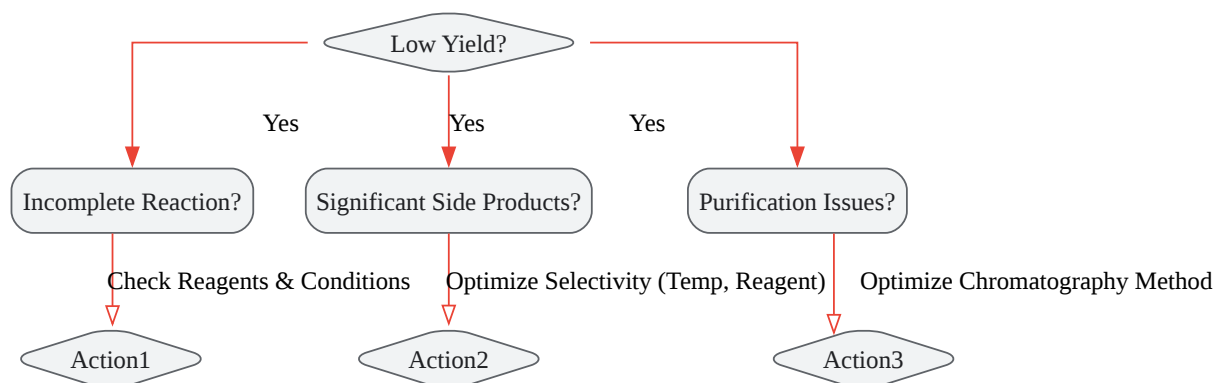 Low Yield?
Yes
Yes
Yes
Incomplete Reaction?
Significant Side Products?
Purification Issues?
Check Reagents & Conditions
Optimize Selectivity (Temp, Reagent)
Optimize Chromatography Method
Action1
Action2
Action3